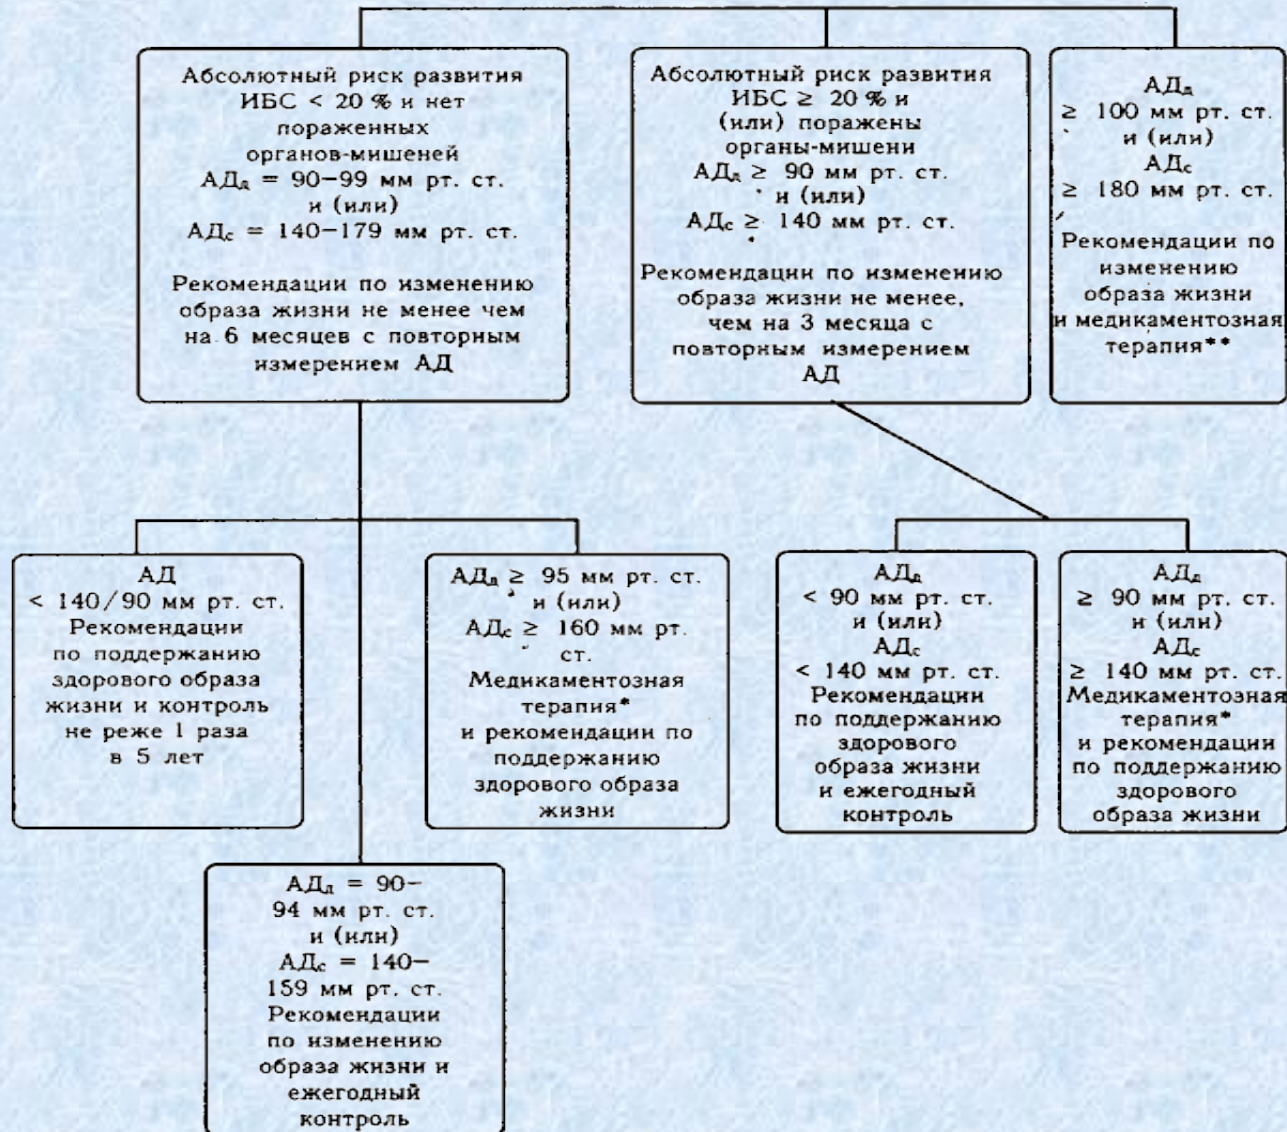 Абсолютный риск развития
ИБС < 20 % и нет
пораженных
органов-мишеней
АДд = 90—99 мм рт. ст.
и (или)
АДс = 140—179 мм рт. ст.
Рекомендации по изменению
образа жизни не менее чем
на 6 месяцев с повторным
измерением АД
Абсолютный риск развития
ИБС ≥ 20 % и
(или) поражены
органы-мишени
АДд ≥ 90 мм рт. ст.
и (или)
АДс ≥ 140 мм рт. ст.
Рекомендации по изменению
образа жизни не менее,
чем на 3 месяца с
повторным измерением
АД
АДд
≥ 100 мм рт. ст.
и (или)
АДс
≥ 180 мм рт. ст.
Рекомендации по
изменению
образа жизни
и медикаментозная
терапия**
АД
< 140/90 мм рт. ст.
Рекомендации
по поддержанию
здорового образа
жизни и контроль
не реже 1 раза
в 5 лет
АДд ≥ 95 мм рт. ст.
и (или)
АДс ≥ 160 мм рт.
ст.
Медикаментозная
терапия*
и рекомендации по
поддержанию
здорового образа
жизни
АДд
< 90 мм рт. ст.
и (или)
АДс
< 140 мм рт. ст.
Рекомендации
по поддержанию
здорового
образа жизни
и ежегодный
контроль
АДд
≥ 90 мм рт. ст.
и (или)
АДс
≥ 140 мм рт. ст.
Медикаментозная
терапия*
и рекомендации
по поддержанию
здорового
образа жизни
АДд = 90—
94 мм рт. ст.
и (или)
АДс = 140—
159 мм рт. ст.
Рекомендации
по изменению
образа жизни и
ежегодный
контроль